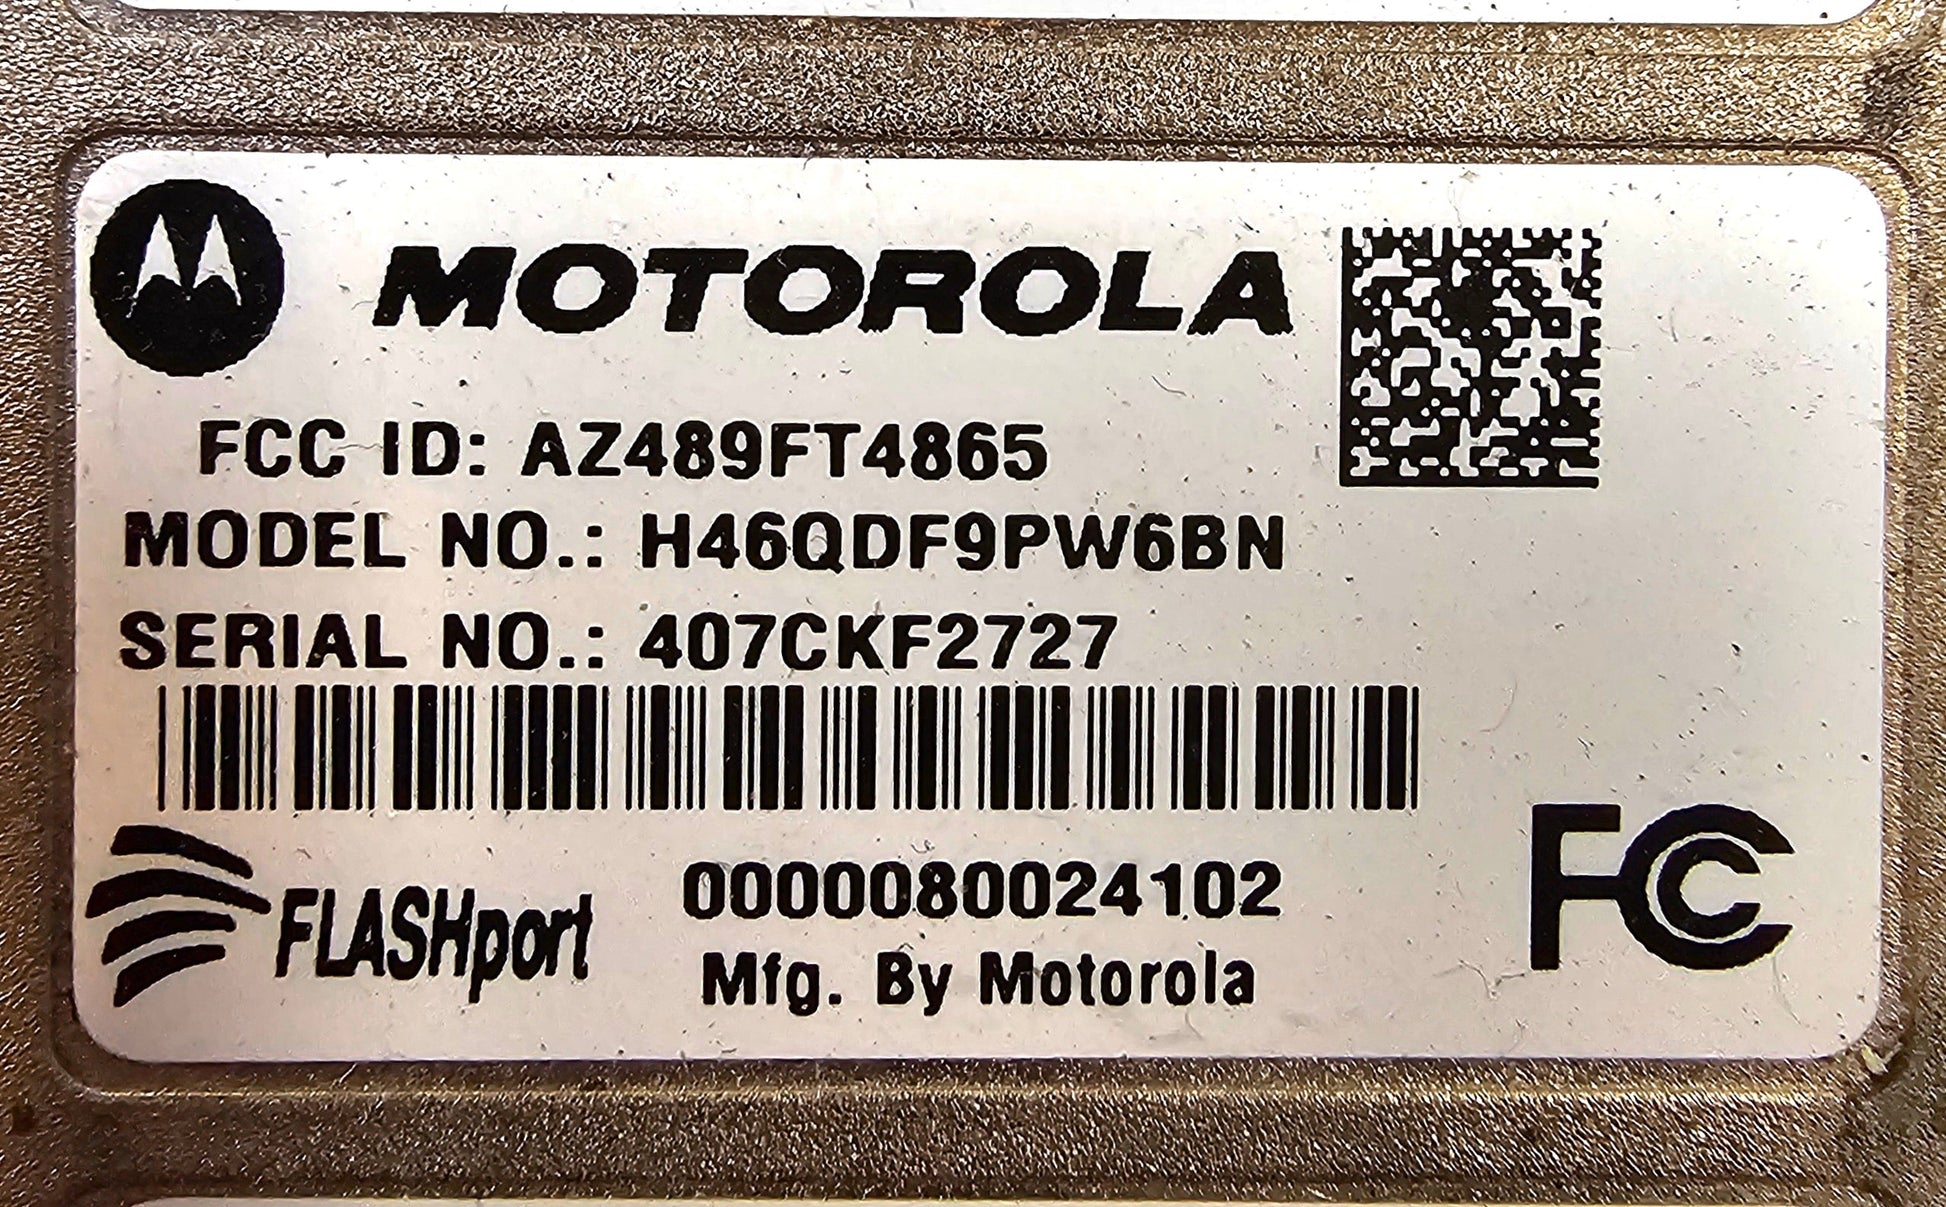 MOTOROLA
FCC ID: AZ489FT4865
MODEL NO.: H46QDF9PW6BN
SERIAL NO.: 407CKF2727
FLASHport
0000080024102
Mfg. By Motorola
FC